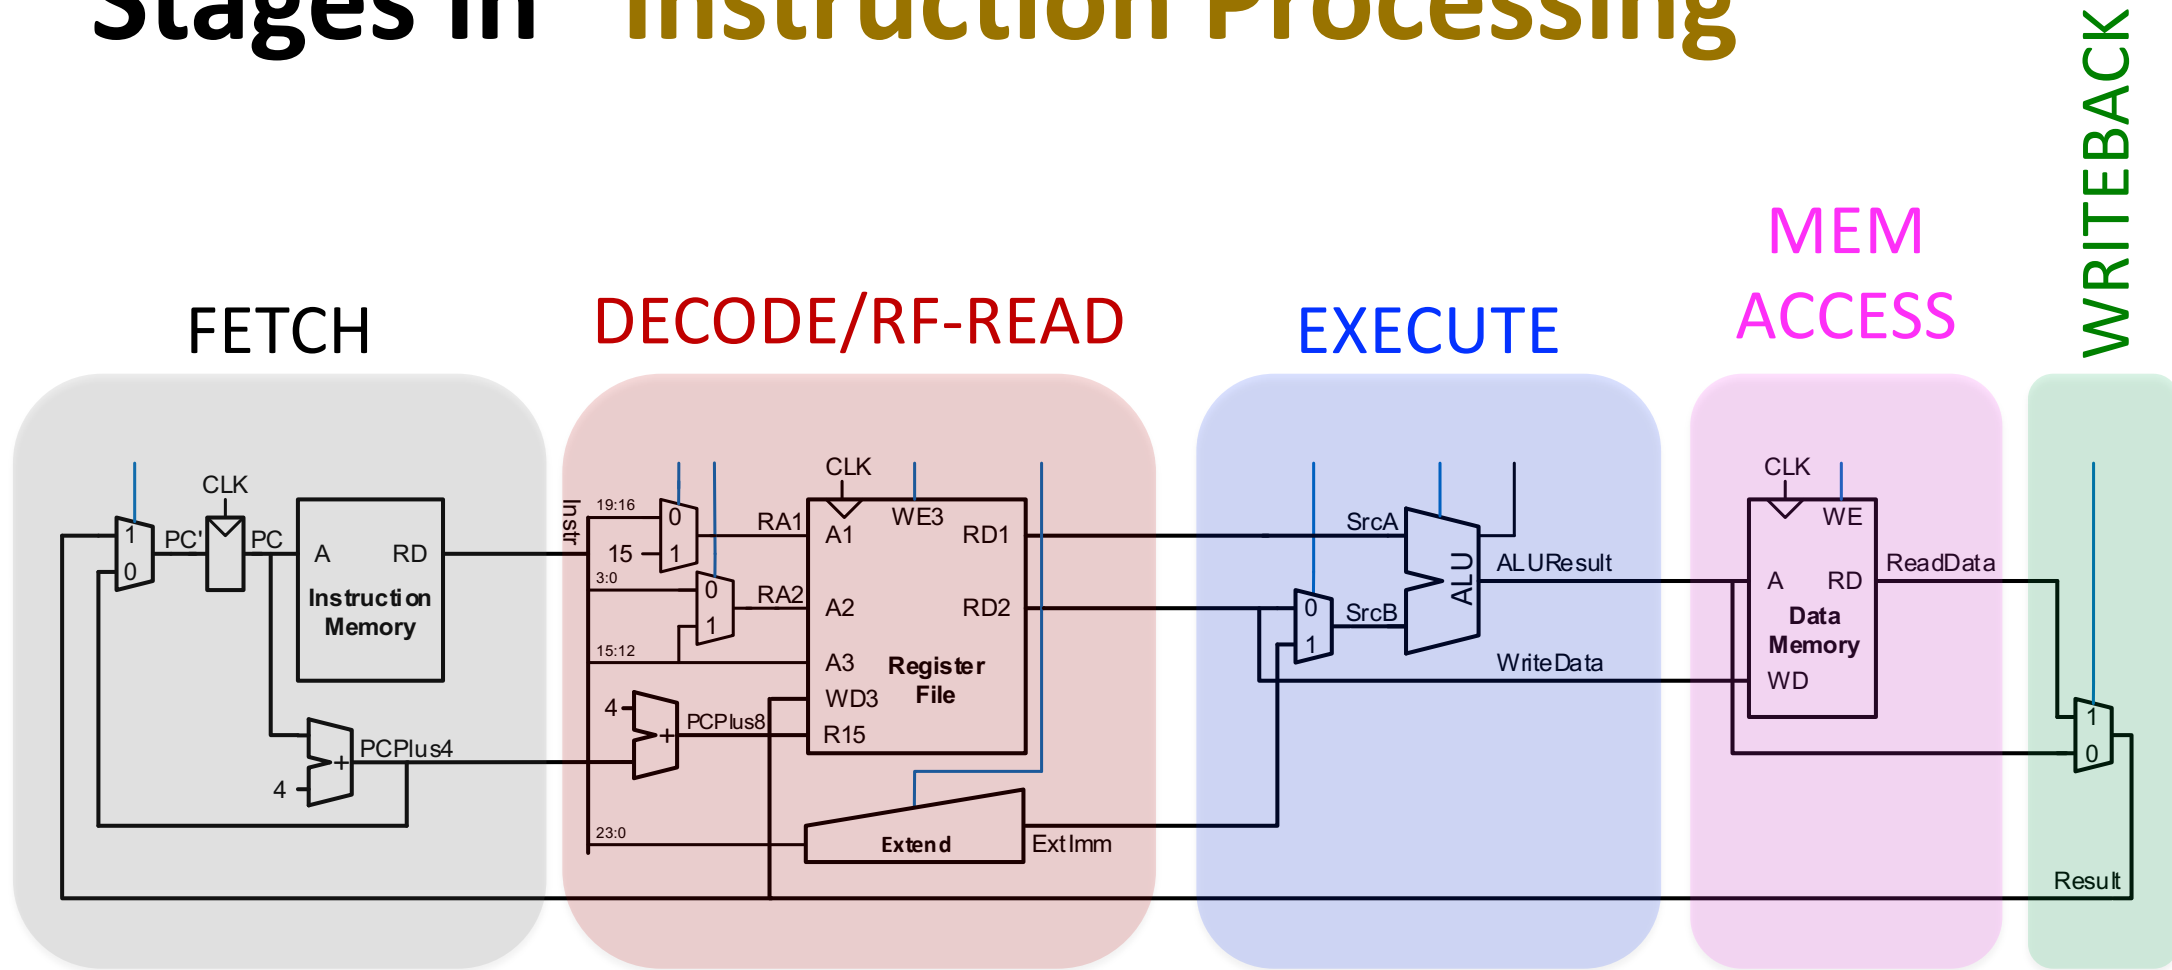 Stages in Instruction Processing
WRITEBACK
MEM
ACCESS
FETCH
DECODE/RF-READ
EXECUTE
CLK
1
0
PC'
PC
A
RD
Instruction
Memory
PCPlus4
+
4
Instr
19:16
15
3:0
15:12
23:0
0
1
0
1
RA1
RA2
4
+
PCPlus8
CLK
A1
WE3
RD1
A2
RD2
A3
Register
File
WD3
R15
Extend
ExtImm
0
1
SrcA
SrcB
ALU
ALUResult
WriteData
CLK
WE
A
RD
Data
Memory
WD
ReadData
1
0
Result